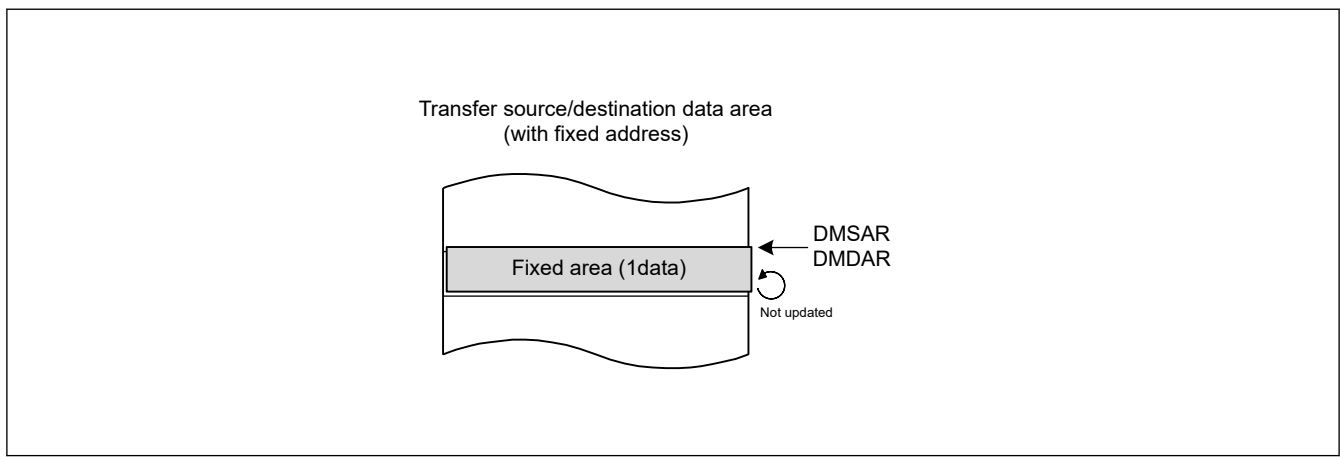 Transfer source/destination data area
(with fixed address)
DMSAR
DMDAR
Fixed area (1data)
Not updated